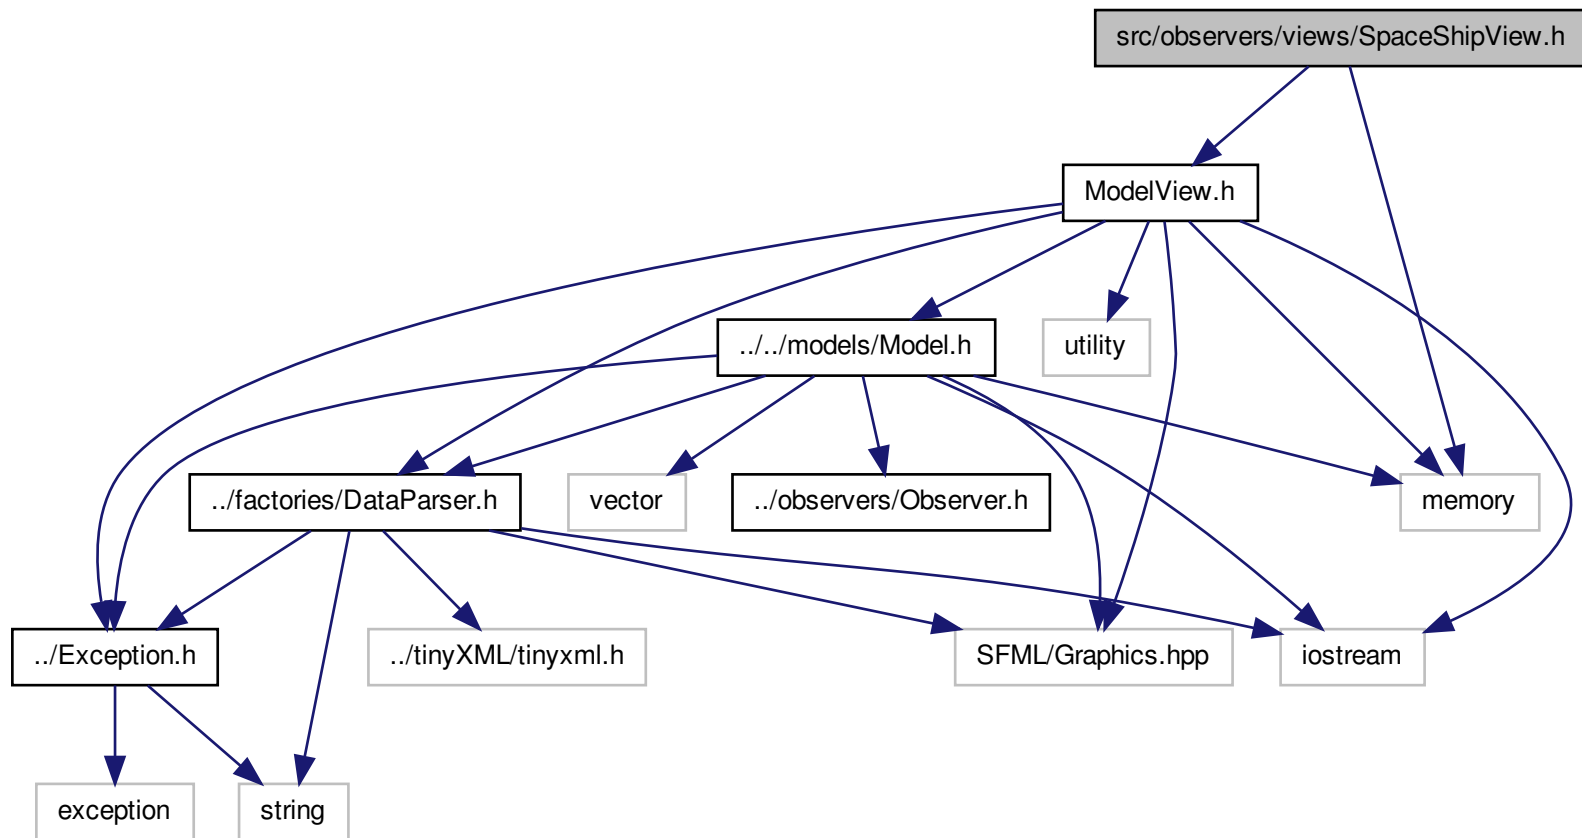 src/observers/views/SpaceShipView.h
ModelView.h
../../models/Model.h
utility
../factories/DataParser.h
vector
../observers/Observer.h
memory
../Exception.h
../tinyXML/tinyxml.h
SFML/Graphics.hpp
iostream
exception
string